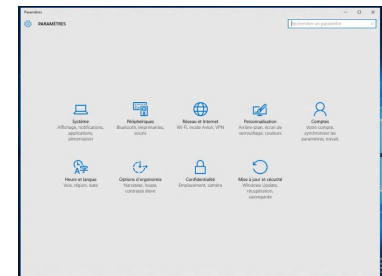 Paramètres
PARAMÈTRES
Rechercher un paramètre
Système
Affichage, notifications,
applications,
alimentation
Périphériques
Bluetooth, imprimantes,
souris
Réseau et Internet
Wi-Fi, mode Avion, VPN
Personnalisation
Arrière-plan, écran de
verrouillage, couleurs
Comptes
Votre compte,
synchroniser les
paramètres, travail,
Heure et langue
Voix, région, date
Options d'ergonomie
Narrateur, loupe,
contraste élevé
Confidentialité
Emplacement, caméra
Mise à jour et sécurité
Windows Update,
récupération,
sauvegarde